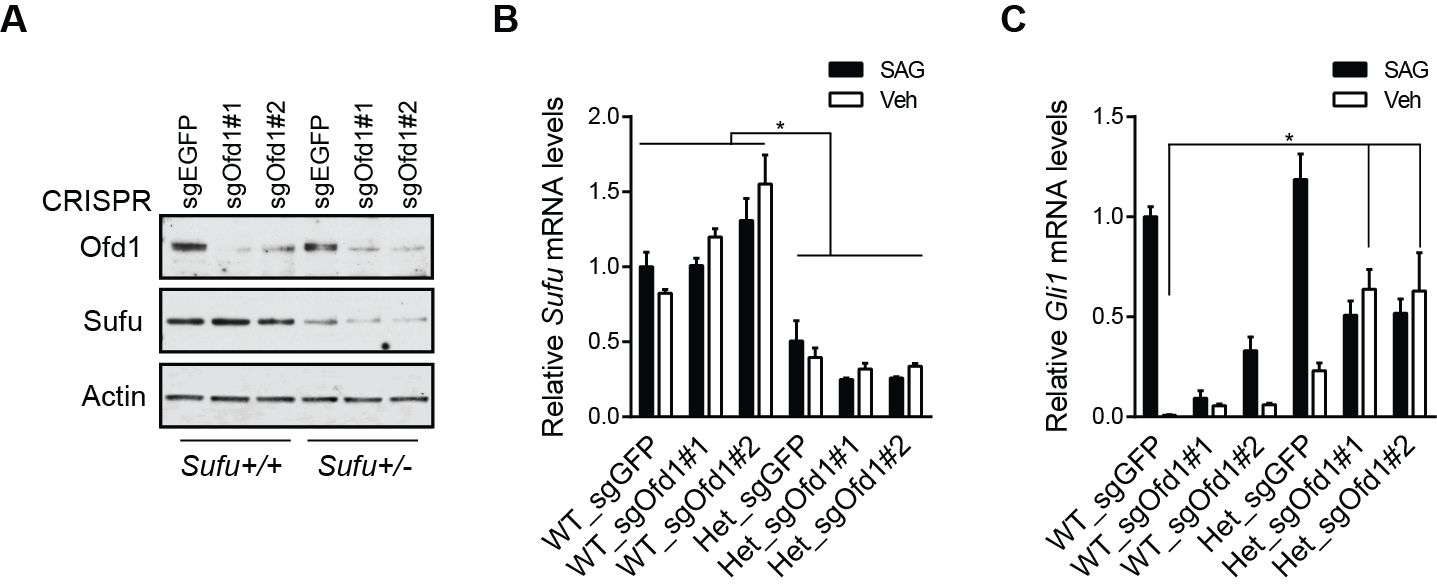 A
CRISPR
sgEGFP
sgOfd1#1
sgOfd1#2
sgEGFP
sgOfd1#1
sgOfd1#2
Ofd1
Sufu
Actin
Sufu+/+
Sufu+/-
B
SAG
Veh
Relative Sufu mRNA levels
2.0
1.5
1.0
0.5
0.0
*
WT_sgGFP
WT_sgOfd1#1
WT_sgOfd1#2
Het_sgGFP
Het_sgOfd1#1
Het_sgOfd1#2
C
SAG
Veh
Relative Gli1 mRNA levels
1.5
1.0
0.5
0.0
*
WT_sgGFP
WT_sgOfd1#1
WT_sgOfd1#2
Het_sgGFP
Het_sgOfd1#1
Het_sgOfd1#2